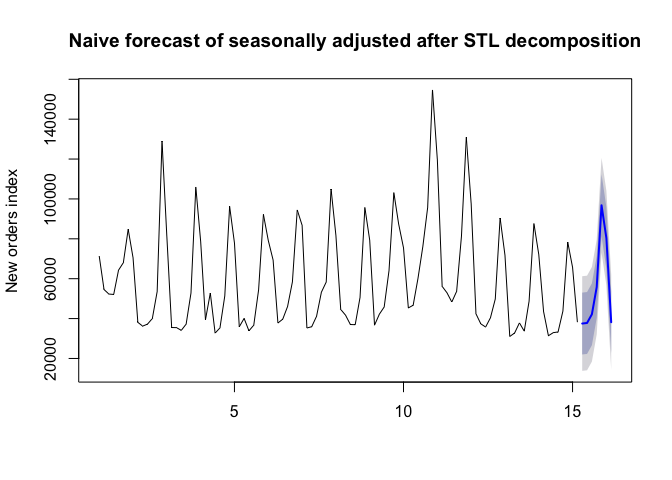 Naive forecast of seasonally adjusted after STL decomposition
New orders index
140000
100000
60000
20000
5 10 15